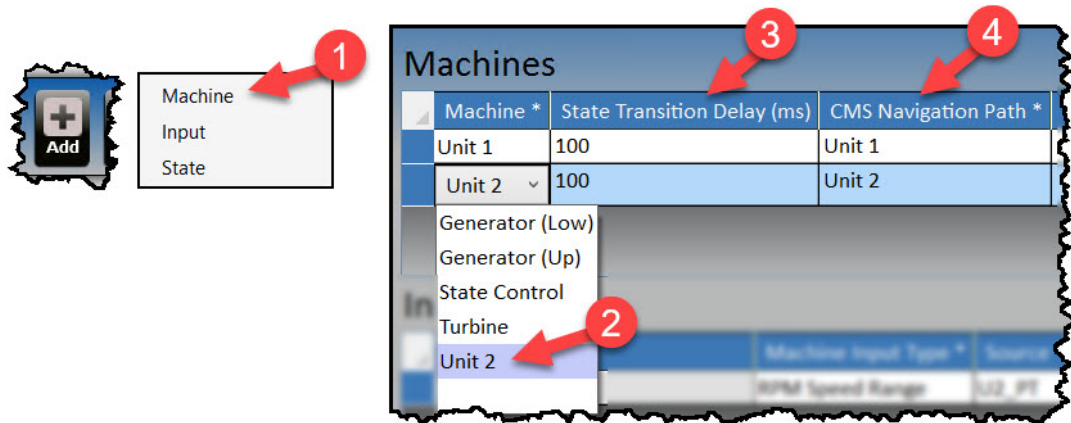 1
Machine
Input
State
Add
3
4
Machines
Machine * State Transition Delay (ms) CMS Navigation Path *
Unit 1 100 Unit 1
Unit 2 100 Unit 2
Generator (Low)
Generator (Up)
State Control
Turbine
2
Unit 2
In
Machine Input Type * Source
RPM Speed Range U2_PT